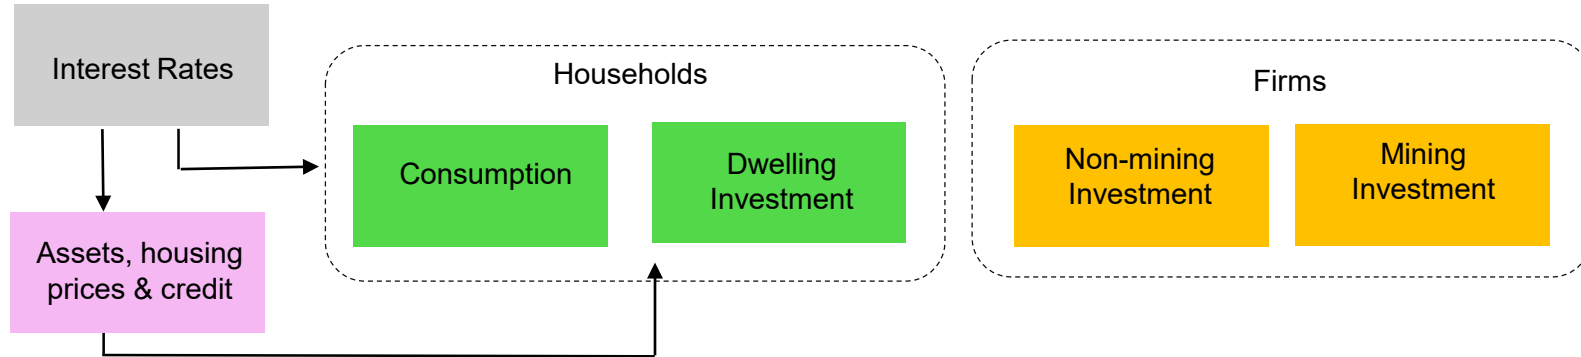 Interest Rates
Households
Firms
Consumption
Dwelling
Investment
Non-mining
Investment
Mining
Investment
Assets, housing
prices & credit